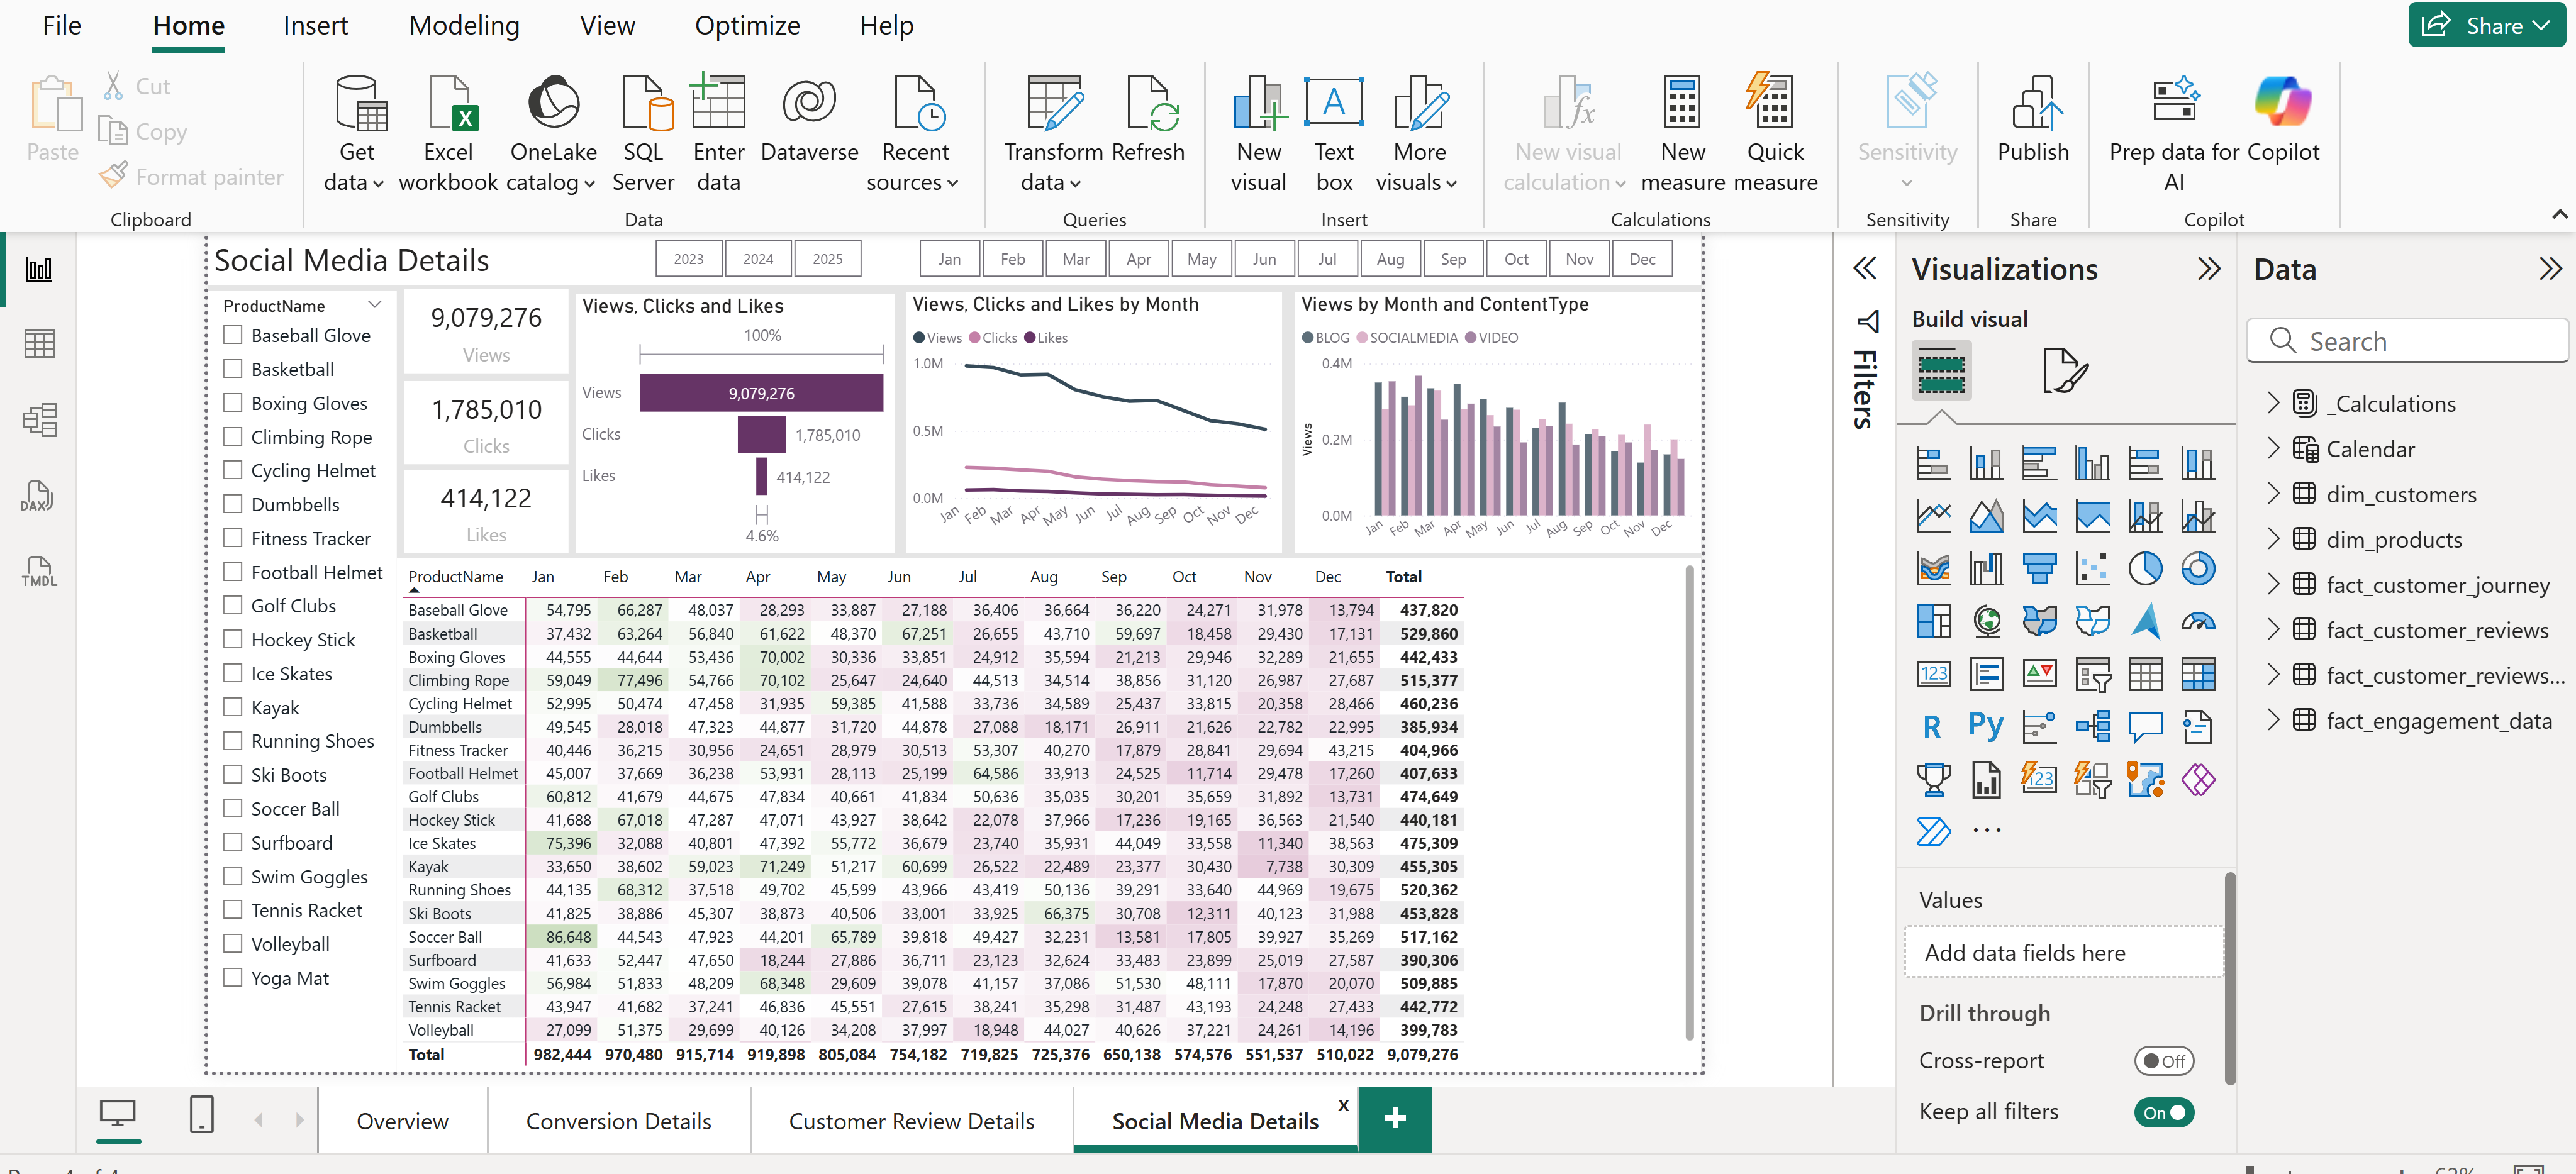 File Home Insert Modeling View Optimize Help Share
Paste Cut Copy Format painter
Clipboard
Get data Excel workbook OneLake catalog SQL Server Enter data Dataverse Recent sources
Data
Transform data Refresh
Queries
New visual Text box More visuals
Insert
New visual calculation New measure Quick measure
Calculations
Sensitivity
Sensitivity
Publish
Share
Prep data for AI Copilot
Copilot
Social Media Details
2023 2024 2025
Jan Feb Mar Apr May Jun Jul Aug Sep Oct Nov Dec
ProductName
Baseball Glove
Basketball
Boxing Gloves
Climbing Rope
Cycling Helmet
Dumbbells
Fitness Tracker
Football Helmet
Golf Clubs
Hockey Stick
Ice Skates
Kayak
Running Shoes
Ski Boots
Soccer Ball
Surfboard
Swim Goggles
Tennis Racket
Volleyball
Yoga Mat
9,079,276
Views
1,785,010
Clicks
414,122
Likes
Views, Clicks and Likes
100%
Views 9,079,276
Clicks 1,785,010
Likes 414,122
4.6%
Views, Clicks and Likes by Month
Views Clicks Likes
1.0M
0.5M
0.0M
Jan Feb Mar Apr May Jun Jul Aug Sep Oct Nov Dec
Views by Month and ContentType
BLOG SOCIALMEDIA VIDEO
Views
0.4M
0.2M
0.0M
Jan Feb Mar Apr May Jun Jul Aug Sep Oct Nov Dec
ProductName Jan Feb Mar Apr May Jun Jul Aug Sep Oct Nov Dec Total
Baseball Glove 54,795 66,287 48,037 28,293 33,887 27,188 36,406 36,664 36,220 24,271 31,978 13,794 437,820
Basketball 37,432 63,264 56,840 61,622 48,370 67,251 26,655 43,710 59,697 18,458 29,430 17,131 529,860
Boxing Gloves 44,555 44,644 53,436 70,002 30,336 33,851 24,912 35,594 21,213 29,946 32,289 21,655 442,433
Climbing Rope 59,049 77,496 54,766 70,102 25,647 24,640 44,513 34,514 38,856 31,120 26,987 27,687 515,377
Cycling Helmet 52,995 50,474 47,458 31,935 59,385 41,588 33,736 34,589 25,437 33,815 20,358 28,466 460,236
Dumbbells 49,545 28,018 47,323 44,877 31,720 44,878 27,088 18,171 26,911 21,626 22,782 22,995 385,934
Fitness Tracker 40,446 36,215 30,956 24,651 28,979 30,513 53,307 40,270 17,879 28,841 29,694 43,215 404,966
Football Helmet 45,007 37,669 36,238 53,931 28,113 25,199 64,586 33,913 24,525 11,714 29,478 17,260 407,633
Golf Clubs 60,812 41,679 44,675 47,834 40,661 41,834 50,636 35,035 30,201 35,659 31,892 13,731 474,649
Hockey Stick 41,688 67,018 47,287 47,071 43,927 38,642 22,078 37,966 17,236 19,165 36,563 21,540 440,181
Ice Skates 75,396 32,088 40,801 47,392 55,772 36,679 23,740 35,931 44,049 33,558 11,340 38,563 475,309
Kayak 33,650 38,602 59,023 71,249 51,217 60,699 26,522 22,489 23,377 30,430 7,738 30,309 455,305
Running Shoes 44,135 68,312 37,518 49,702 45,599 43,966 43,419 50,136 39,291 33,640 44,969 19,675 520,362
Ski Boots 41,825 38,886 45,307 38,873 40,506 33,001 33,925 66,375 30,708 12,311 40,123 31,988 453,828
Soccer Ball 86,648 44,543 47,923 44,201 65,789 39,818 49,427 32,231 13,581 17,805 39,927 35,269 517,162
Surfboard 41,633 52,447 47,650 18,244 27,886 36,711 23,123 32,624 33,483 23,899 25,019 27,587 390,306
Swim Goggles 56,984 51,833 48,209 68,348 29,609 39,078 41,157 37,086 51,530 48,111 17,870 20,070 509,885
Tennis Racket 43,947 41,682 37,241 46,836 45,551 27,615 38,241 35,298 31,487 43,193 24,248 27,433 442,772
Volleyball 27,099 51,375 29,699 40,126 34,208 37,997 18,948 44,027 40,626 37,221 24,261 14,196 399,783
Total 982,444 970,480 915,714 919,898 805,084 754,182 719,825 725,376 650,138 574,576 551,537 510,022 9,079,276
DAX
TMDL
Filters
Visualizations
Build visual
123
R Py
123
...
Values
Add data fields here
Drill through
Cross-report Off
Keep all filters On
Data
Search
_Calculations
Calendar
dim_customers
dim_products
fact_customer_journey
fact_customer_reviews
fact_customer_reviews...
fact_engagement_data
Overview Conversion Details Customer Review Details Social Media Details X +